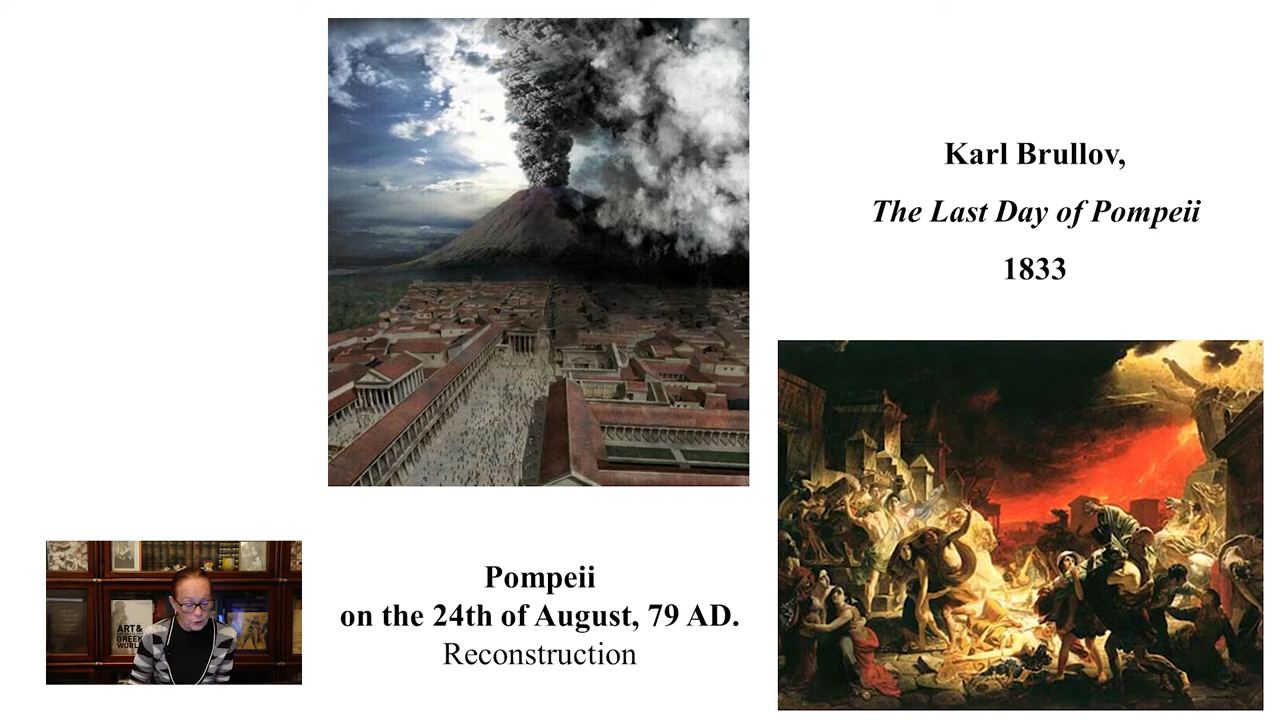 Karl Brullov,
The Last Day of Pompeii
1833
Pompeii
on the 24th of August, 79 AD.
Reconstruction
ART &
GREEK
WORL